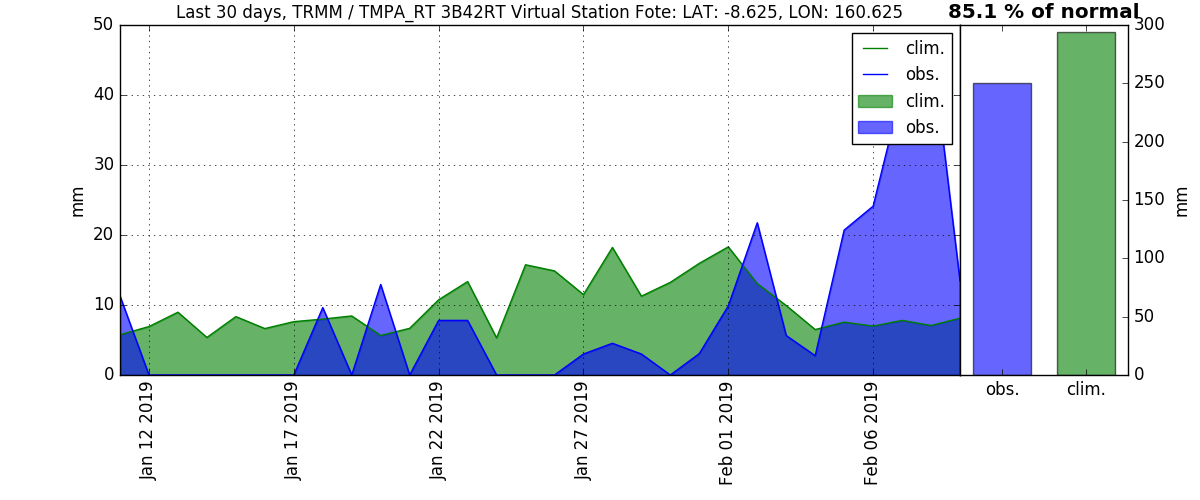 Last 30 days, TRMM / TMPA_RT 3B42RT Virtual Station Fote: LAT: -8.625, LON: 160.625
85.1 % of normal
50
40
30
20
10
0
mm
clim.
obs.
clim.
obs.
300
250
200
150
100
50
0
mm
Jan 12 2019
Jan 17 2019
Jan 22 2019
Jan 27 2019
Feb 01 2019
Feb 06 2019
obs.
clim.